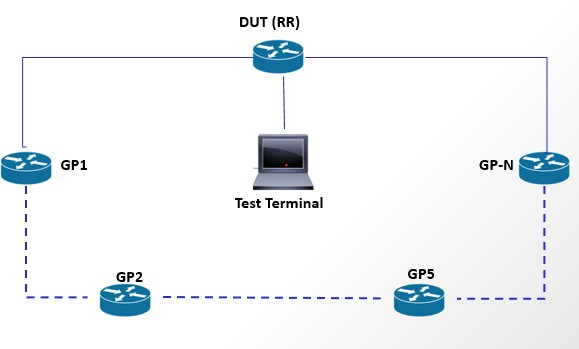 DUT (RR)
GP1
GP-N
Test Terminal
GP2
GP5